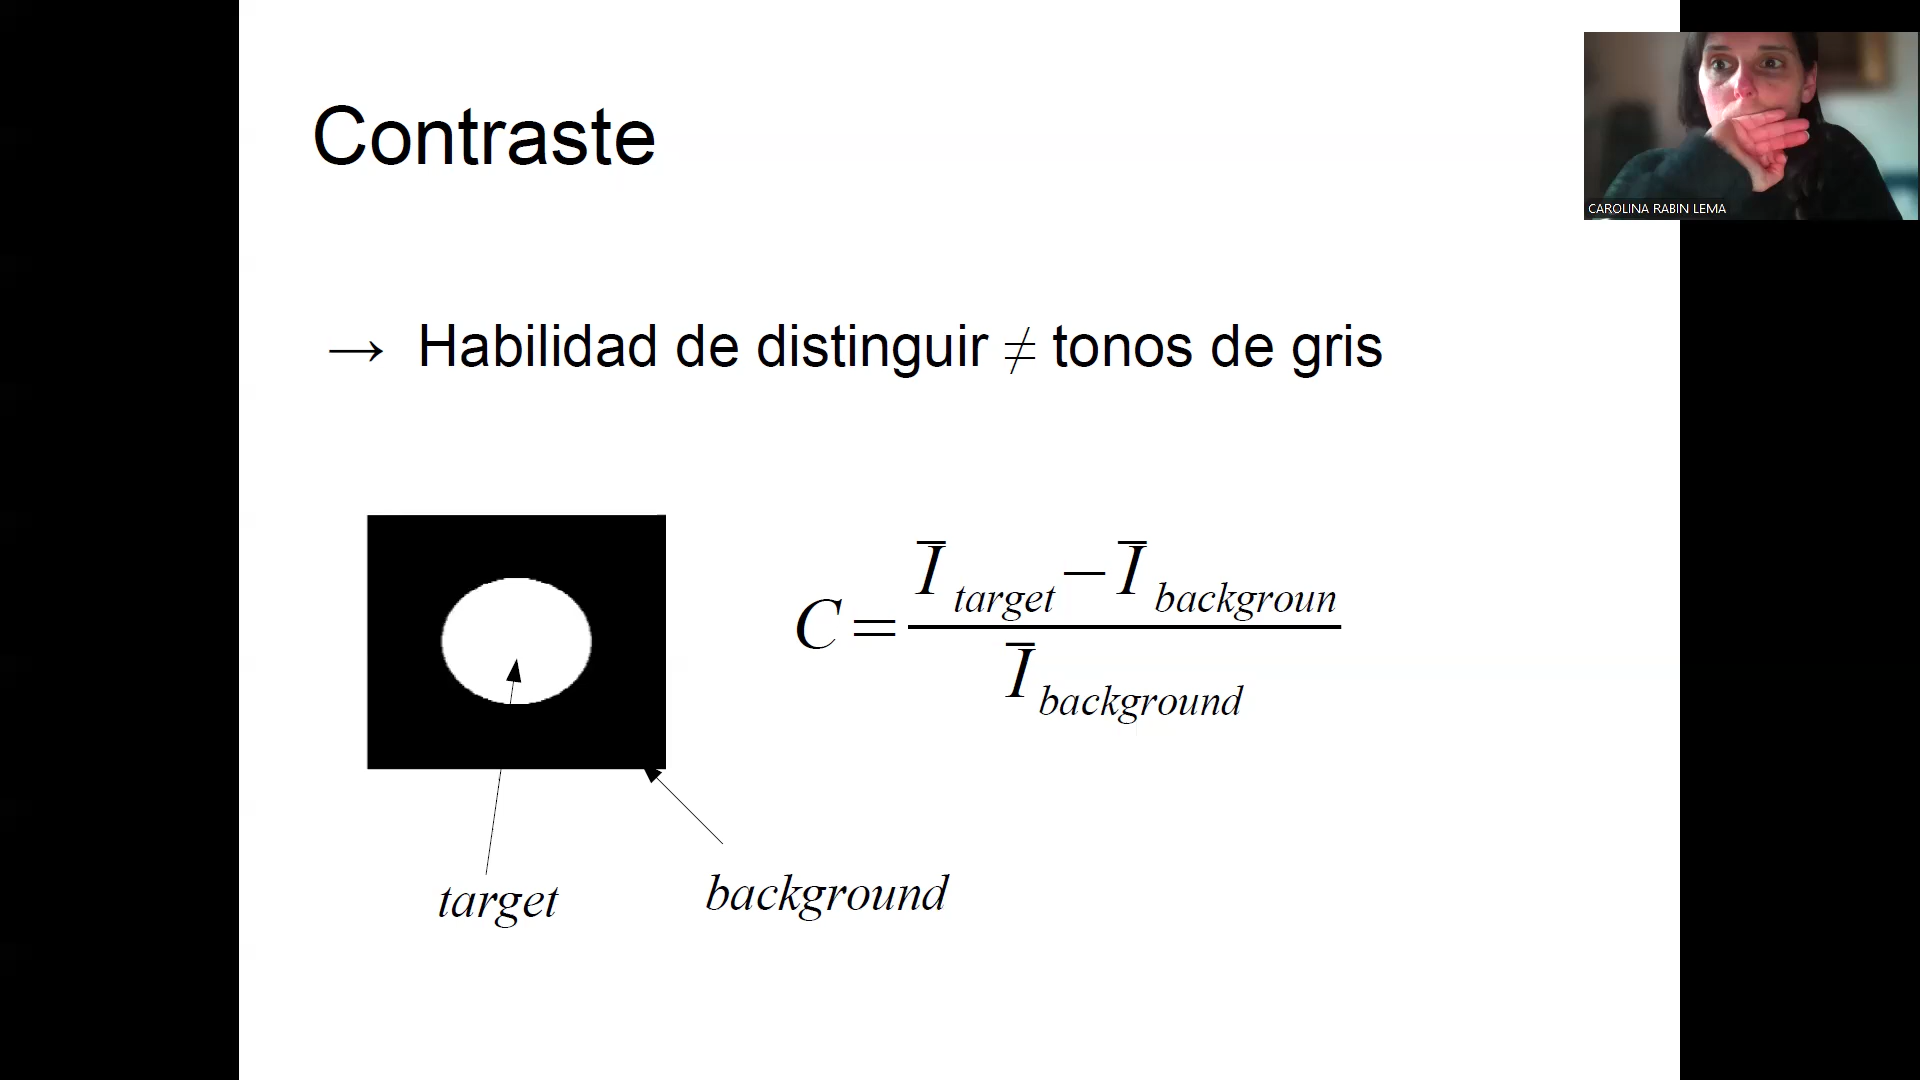 Contraste
CAROLINA RABIN LEMA
→ Habilidad de distinguir ≠ tonos de gris
C = (Ī target − Ī backgroun) / Ī background
target
background